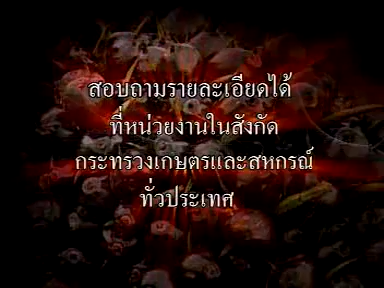 สอบถามรายละเอียดได้
ที่หน่วยงานในสังกัด
กระทรวงเกษตรและสหกรณ์
ทั่วประเทศ